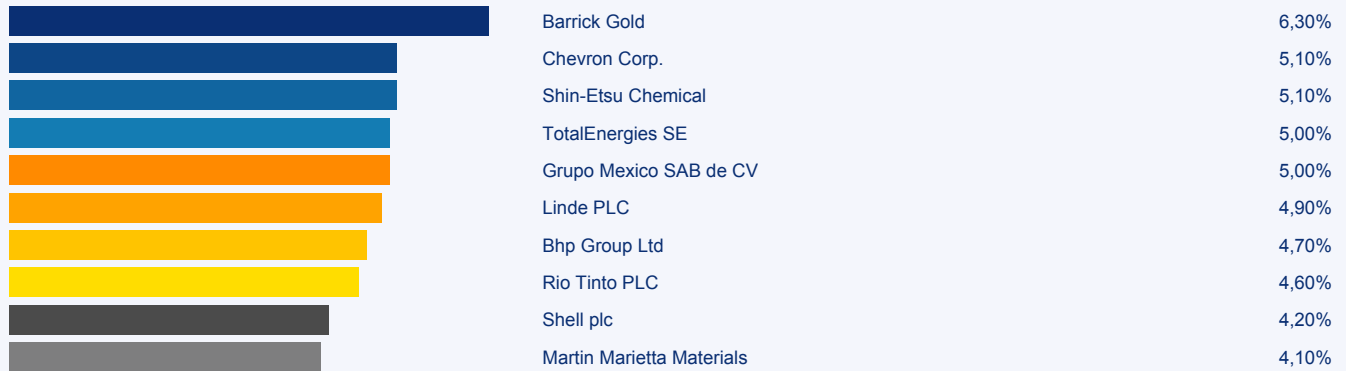 Barrick Gold 6,30%
Chevron Corp. 5,10%
Shin-Etsu Chemical 5,10%
TotalEnergies SE 5,00%
Grupo Mexico SAB de CV 5,00%
Linde PLC 4,90%
Bhp Group Ltd 4,70%
Rio Tinto PLC 4,60%
Shell plc 4,20%
Martin Marietta Materials 4,10%